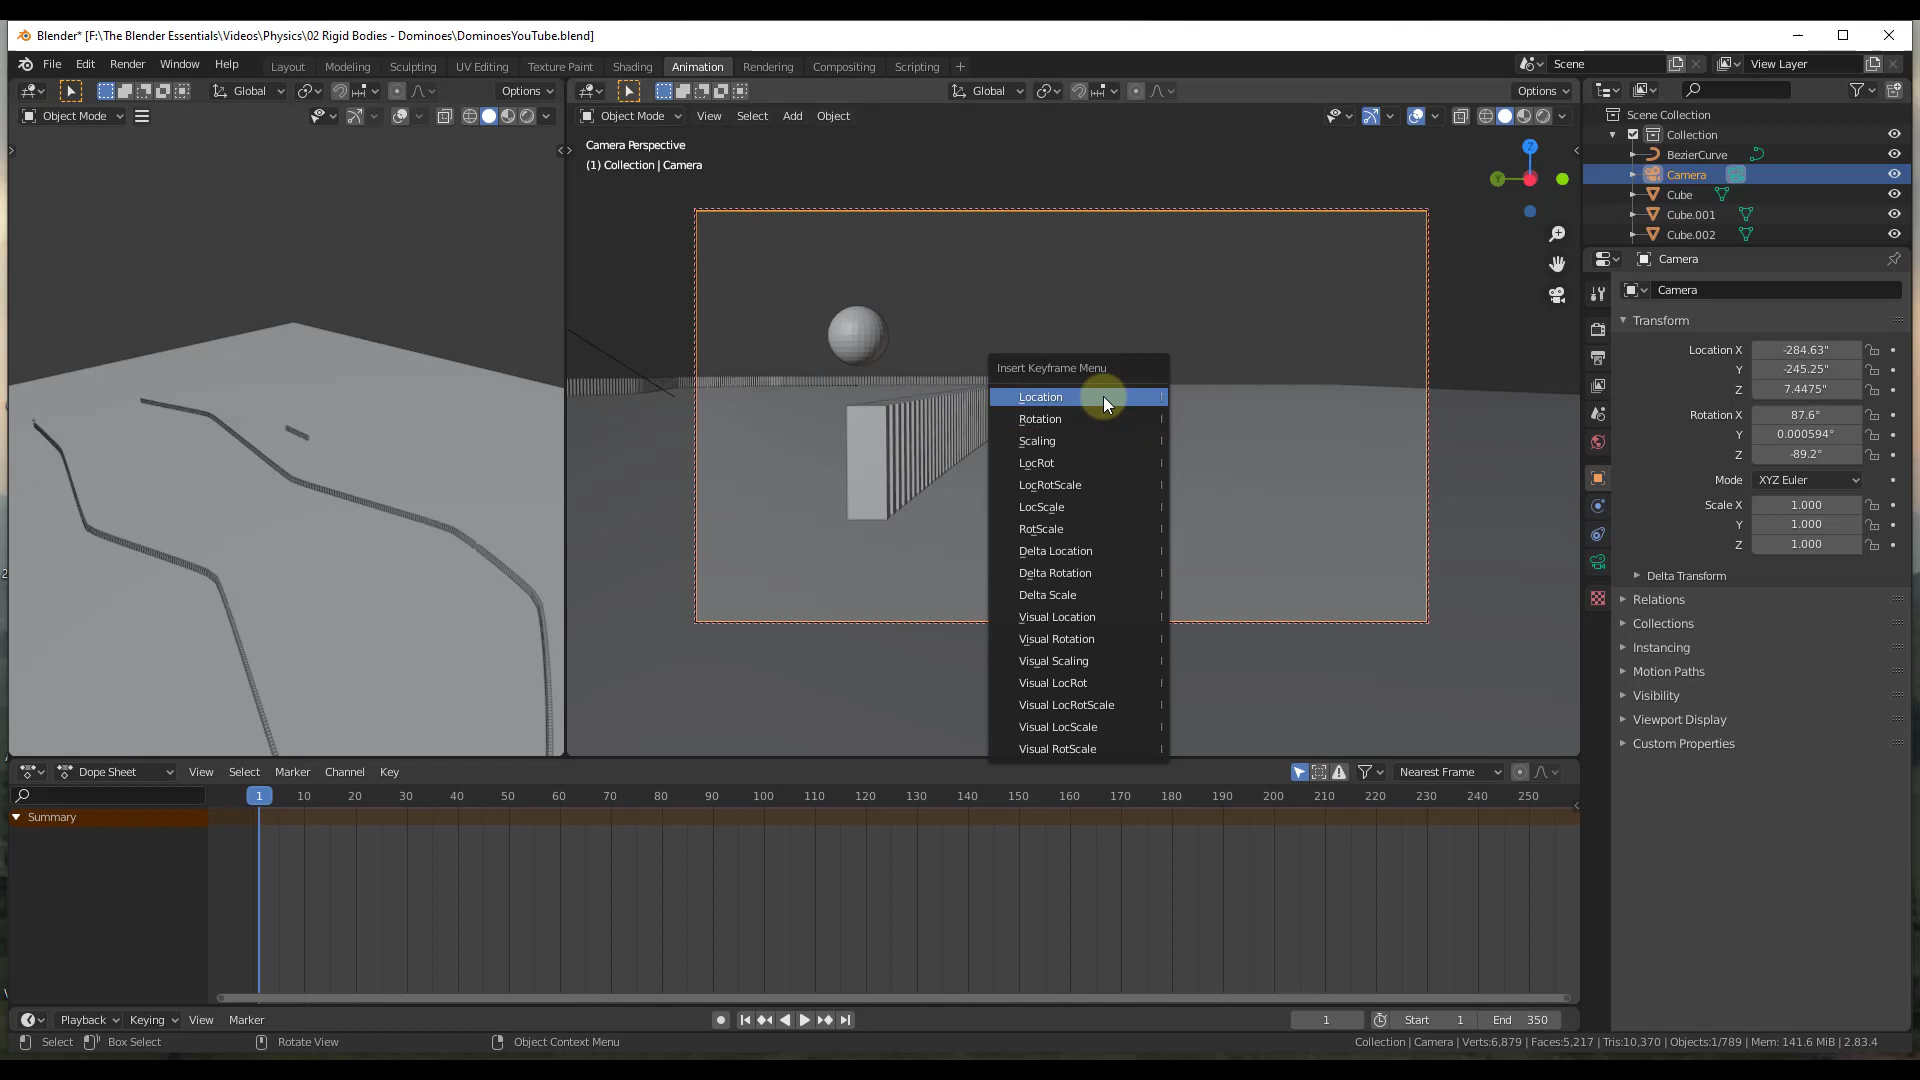 Blender* [F:\The Blender Essentials\Videos\Physics\02 Rigid Bodies - Dominoes\DominoesYouTube.blend]
File Edit Render Window Help Layout Modeling Sculpting UV Editing Texture Paint Shading Animation Rendering Compositing Scripting + Scene View Layer
Global Options Global Options
Object Mode Object Mode View Select Add Object
Camera Perspective
(1) Collection | Camera
Z
Y
Scene Collection
Collection
BezierCurve
Camera
Cube
Cube.001
Cube.002
Camera
Camera
Transform
Location X -284.63"
Y -245.25"
Z 7.4475"
Rotation X 87.6°
Y 0.000594°
Z -89.2°
Mode XYZ Euler
Scale X 1.000
Y 1.000
Z 1.000
Delta Transform
Relations
Collections
Instancing
Motion Paths
Visibility
Viewport Display
Custom Properties
Insert Keyframe Menu
Location I
Rotation I
Scaling I
LocRot I
LocRotScale I
LocScale I
RotScale I
Delta Location I
Delta Rotation I
Delta Scale I
Visual Location I
Visual Rotation I
Visual Scaling I
Visual LocRot I
Visual LocRotScale I
Visual LocScale I
Visual RotScale I
Dope Sheet View Select Marker Channel Key Nearest Frame
1 10 20 30 40 50 60 70 80 90 100 110 120 130 140 150 160 170 180 190 200 210 220 230 240 250
Summary
Playback Keying View Marker 1 Start 1 End 350
Select Box Select Rotate View Object Context Menu Collection | Camera | Verts:6,879 | Faces:5,217 | Tris:10,370 | Objects:1/789 | Mem: 141.6 MiB | 2.83.4